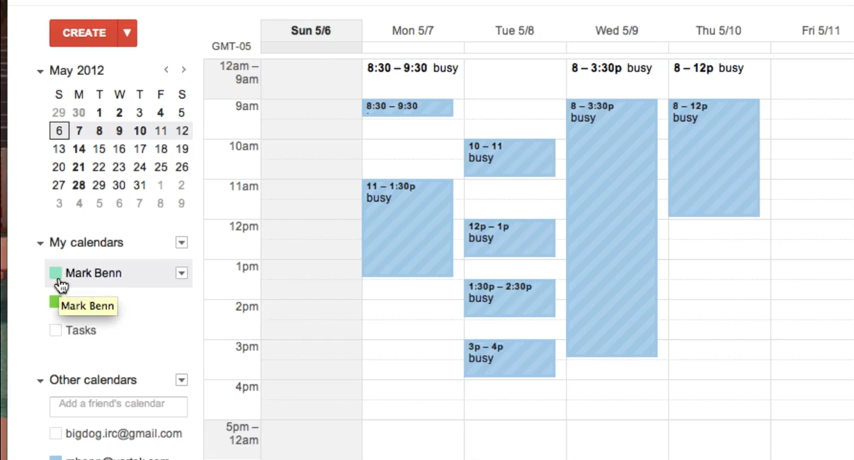 CREATE
Sun 5/6
Mon 5/7
Tue 5/8
Wed 5/9
Thu 5/10
Fri 5/11
GMT-05
May 2012
S M T W T F S
29 30 1 2 3 4 5
6 7 8 9 10 11 12
13 14 15 16 17 18 19
20 21 22 23 24 25 26
27 28 29 30 31 1 2
3 4 5 6 7 8 9
My calendars
Mark Benn
Mark Benn
Tasks
Other calendars
Add a friend's calendar
bigdog.irc@gmail.com
12am –
9am
8:30 – 9:30 busy
8 – 3:30p busy
8 – 12p busy
9am
8:30 – 9:30
8 – 3:30p
busy
8 – 12p
busy
10am
10 – 11
busy
11am
11 – 1:30p
busy
12pm
12p – 1p
busy
1pm
1:30p – 2:30p
busy
2pm
3pm
3p – 4p
busy
4pm
5pm –
12am